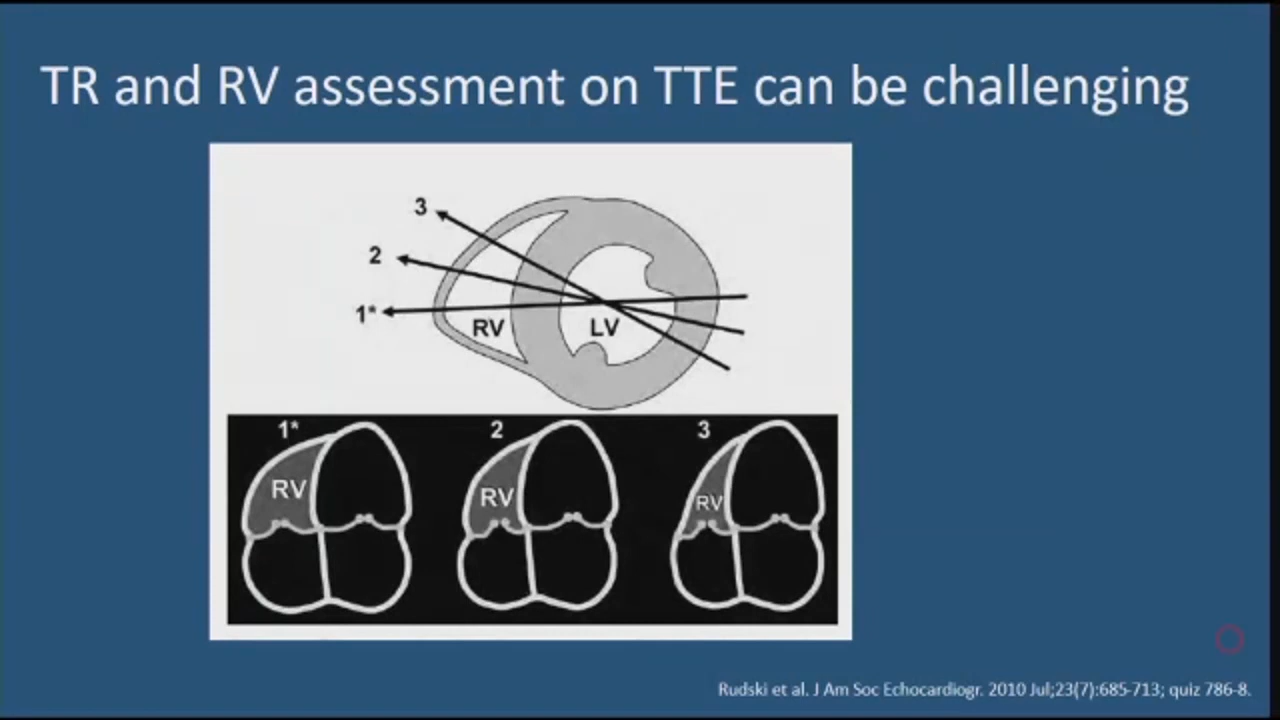 TR and RV assessment on TTE can be challenging
3
2
1*
RV
LV
1*
2
3
RV
RV
RV
Rudski et al. J Am Soc Echocardiogr. 2010 Jul;23(7):685-713; quiz 786-8.